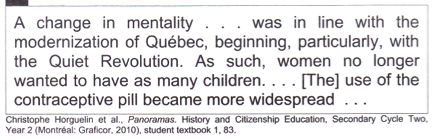 A change in mentality . . . was in line with the
modernization of Québec, beginning, particularly, with
the Quiet Revolution. As such, women no longer
wanted to have as many children. . . . [The] use of the
contraceptive pill became more widespread . . .
Christophe Horguelin et al., Panoramas. History and Citizenship Education, Secondary Cycle Two,
Year 2 (Montréal: Graficor, 2010), student textbook 1, 83.